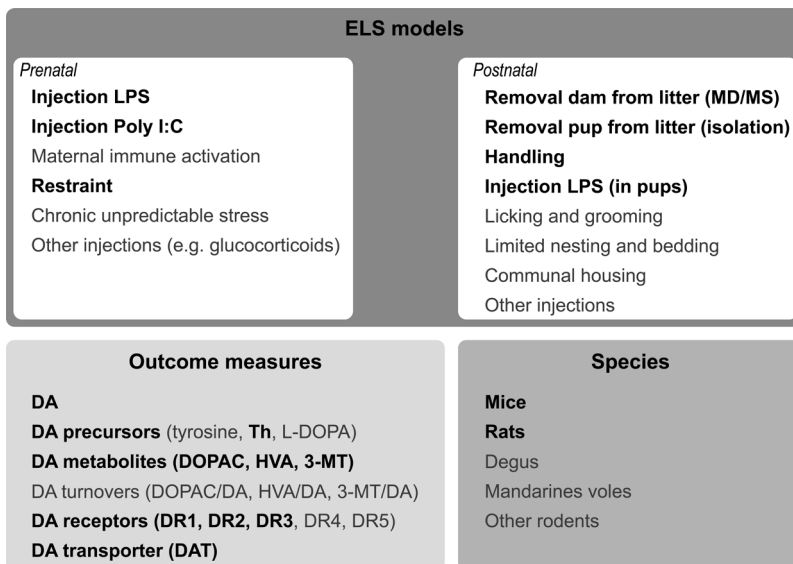 ELS models
Prenatal
Injection LPS
Injection Poly I:C
Maternal immune activation
Restraint
Chronic unpredictable stress
Other injections (e.g. glucocorticoids)
Postnatal
Removal dam from litter (MD/MS)
Removal pup from litter (isolation)
Handling
Injection LPS (in pups)
Licking and grooming
Limited nesting and bedding
Communal housing
Other injections
Outcome measures
DA
DA precursors (tyrosine, Th, L-DOPA)
DA metabolites (DOPAC, HVA, 3-MT)
DA turnovers (DOPAC/DA, HVA/DA, 3-MT/DA)
DA receptors (DR1, DR2, DR3, DR4, DR5)
DA transporter (DAT)
Species
Mice
Rats
Degus
Mandarines voles
Other rodents